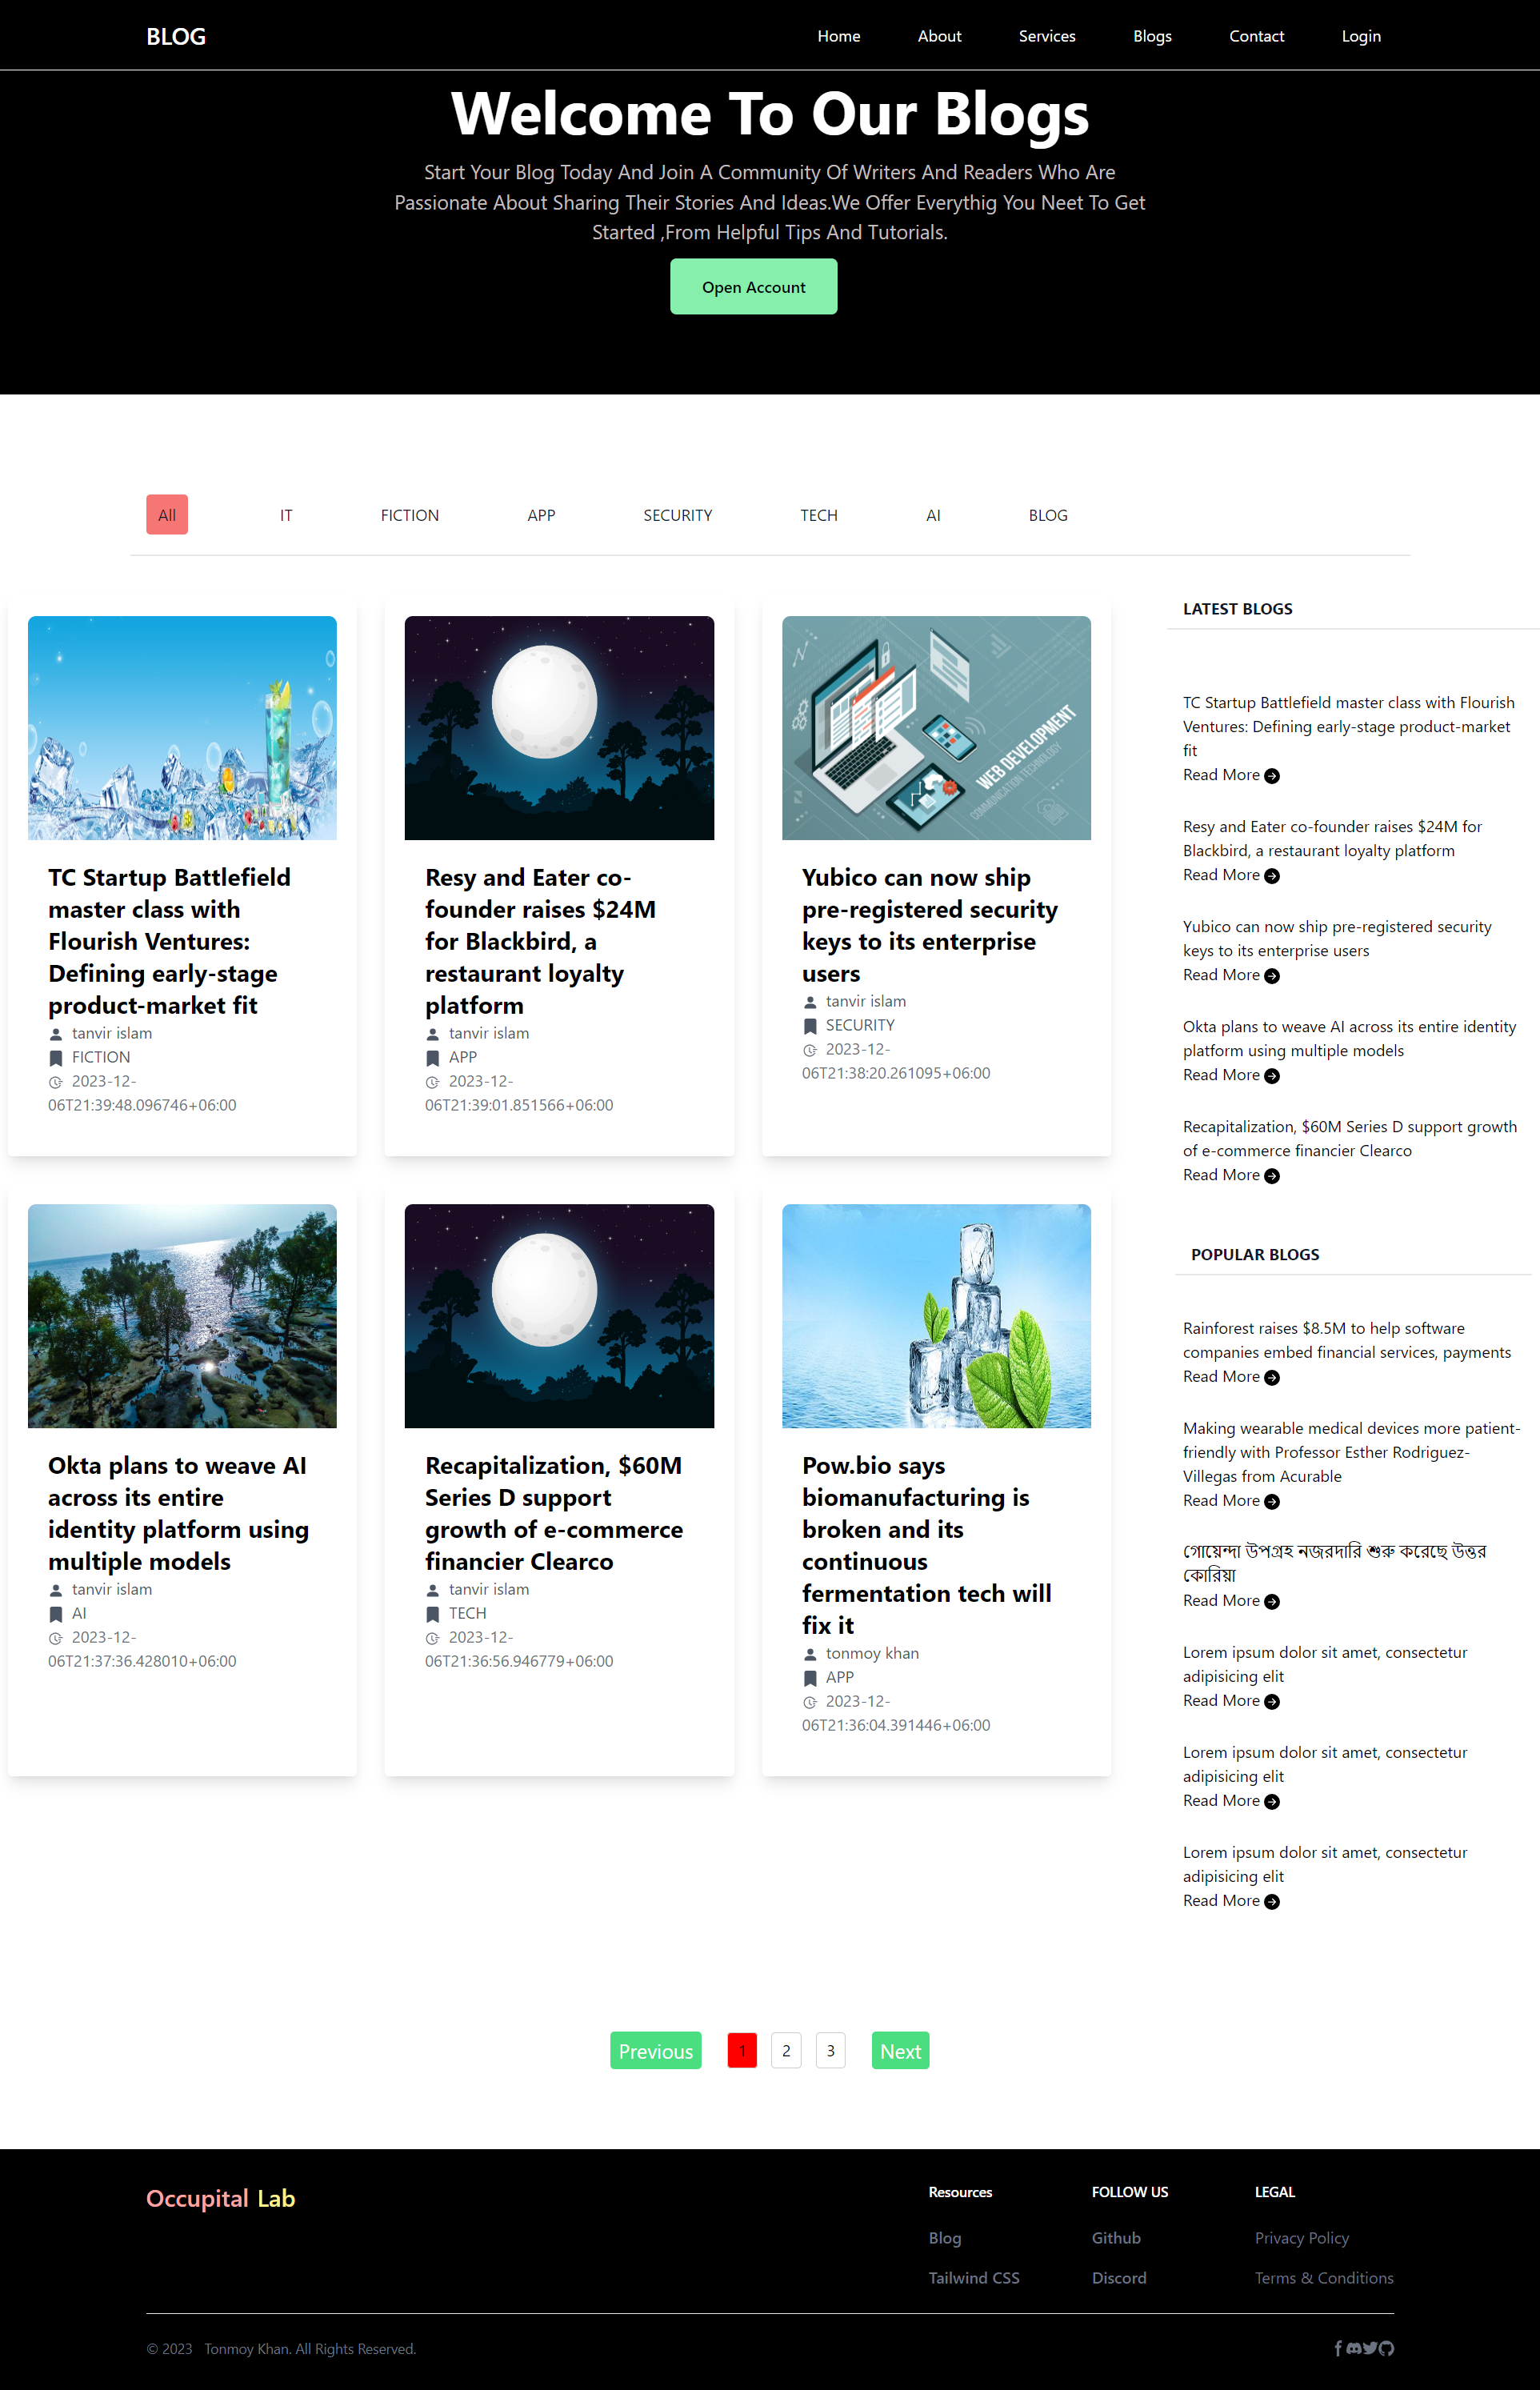 BLOG
Home
About
Services
Blogs
Contact
Login
Welcome To Our Blogs
Start Your Blog Today And Join A Community Of Writers And Readers Who Are
Passionate About Sharing Their Stories And Ideas.We Offer Everythig You Neet To Get
Started ,From Helpful Tips And Tutorials.
Open Account
All
IT
FICTION
APP
SECURITY
TECH
AI
BLOG
TC Startup Battlefield
master class with
Flourish Ventures:
Defining early-stage
product-market fit
tanvir islam
FICTION
2023-12-
06T21:39:48.096746+06:00
Resy and Eater co-
founder raises $24M
for Blackbird, a
restaurant loyalty
platform
tanvir islam
APP
2023-12-
06T21:39:01.851566+06:00
WEB DEVELOPMENT
COMMUNICATION TECHNOLOGY
Yubico can now ship
pre-registered security
keys to its enterprise
users
tanvir islam
SECURITY
2023-12-
06T21:38:20.261095+06:00
Okta plans to weave AI
across its entire
identity platform using
multiple models
tanvir islam
AI
2023-12-
06T21:37:36.428010+06:00
Recapitalization, $60M
Series D support
growth of e-commerce
financier Clearco
tanvir islam
TECH
2023-12-
06T21:36:56.946779+06:00
Pow.bio says
biomanufacturing is
broken and its
continuous
fermentation tech will
fix it
tonmoy khan
APP
2023-12-
06T21:36:04.391446+06:00
LATEST BLOGS
TC Startup Battlefield master class with Flourish
Ventures: Defining early-stage product-market
fit
Read More
Resy and Eater co-founder raises $24M for
Blackbird, a restaurant loyalty platform
Read More
Yubico can now ship pre-registered security
keys to its enterprise users
Read More
Okta plans to weave AI across its entire identity
platform using multiple models
Read More
Recapitalization, $60M Series D support growth
of e-commerce financier Clearco
Read More
POPULAR BLOGS
Rainforest raises $8.5M to help software
companies embed financial services, payments
Read More
Making wearable medical devices more patient-
friendly with Professor Esther Rodriguez-
Villegas from Acurable
Read More
গোয়েন্দা উপগ্রহ নজরদারি শুরু করেছে উত্তর
কোরিয়া
Read More
Lorem ipsum dolor sit amet, consectetur
adipisicing elit
Read More
Lorem ipsum dolor sit amet, consectetur
adipisicing elit
Read More
Lorem ipsum dolor sit amet, consectetur
adipisicing elit
Read More
Previous
1
2
3
Next
Occupital Lab
Resources
Blog
Tailwind CSS
FOLLOW US
Github
Discord
LEGAL
Privacy Policy
Terms & Conditions
© 2023 Tonmoy Khan. All Rights Reserved.